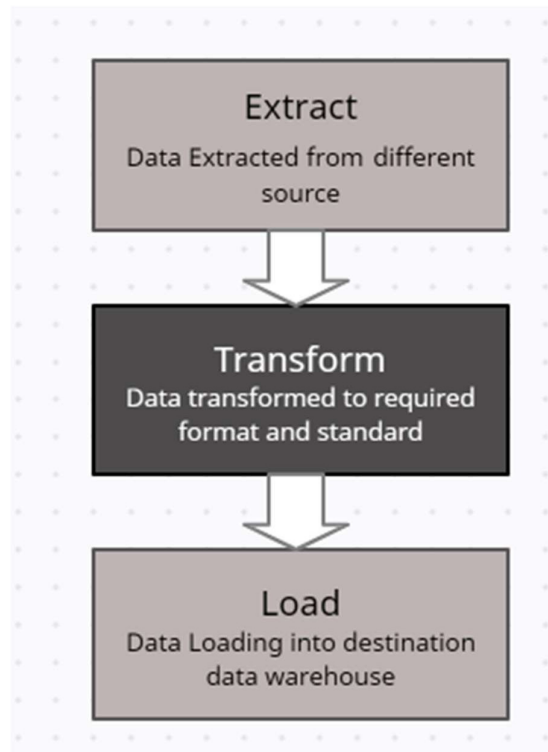 Extract
Data Extracted from different
source
Transform
Data transformed to required
format and standard
Load
Data Loading into destination
data warehouse